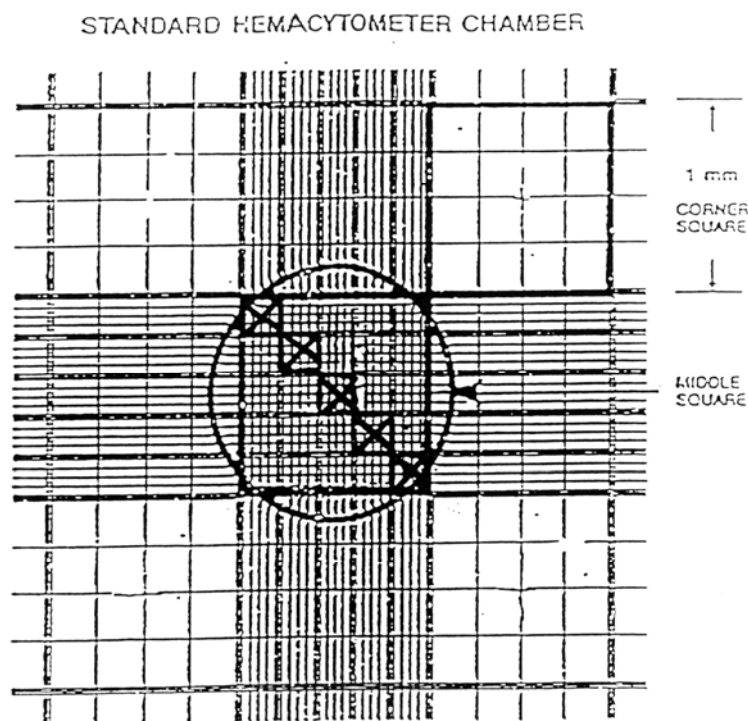 STANDARD HEMACYTOMETER CHAMBER
1 mm
CORNER
SQUARE
MIDDLE
SQUARE